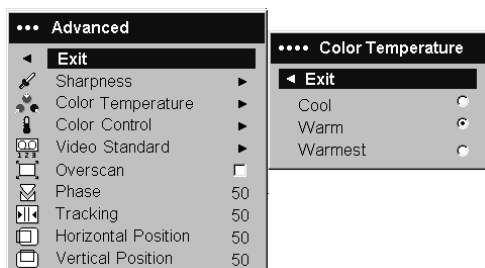 ••• Advanced
Exit
Sharpness
Color Temperature
Color Control
Video Standard
Overscan
Phase 50
Tracking 50
Horizontal Position 50
Vertical Position 50
•••• Color Temperature
Exit
Cool
Warm
Warmest